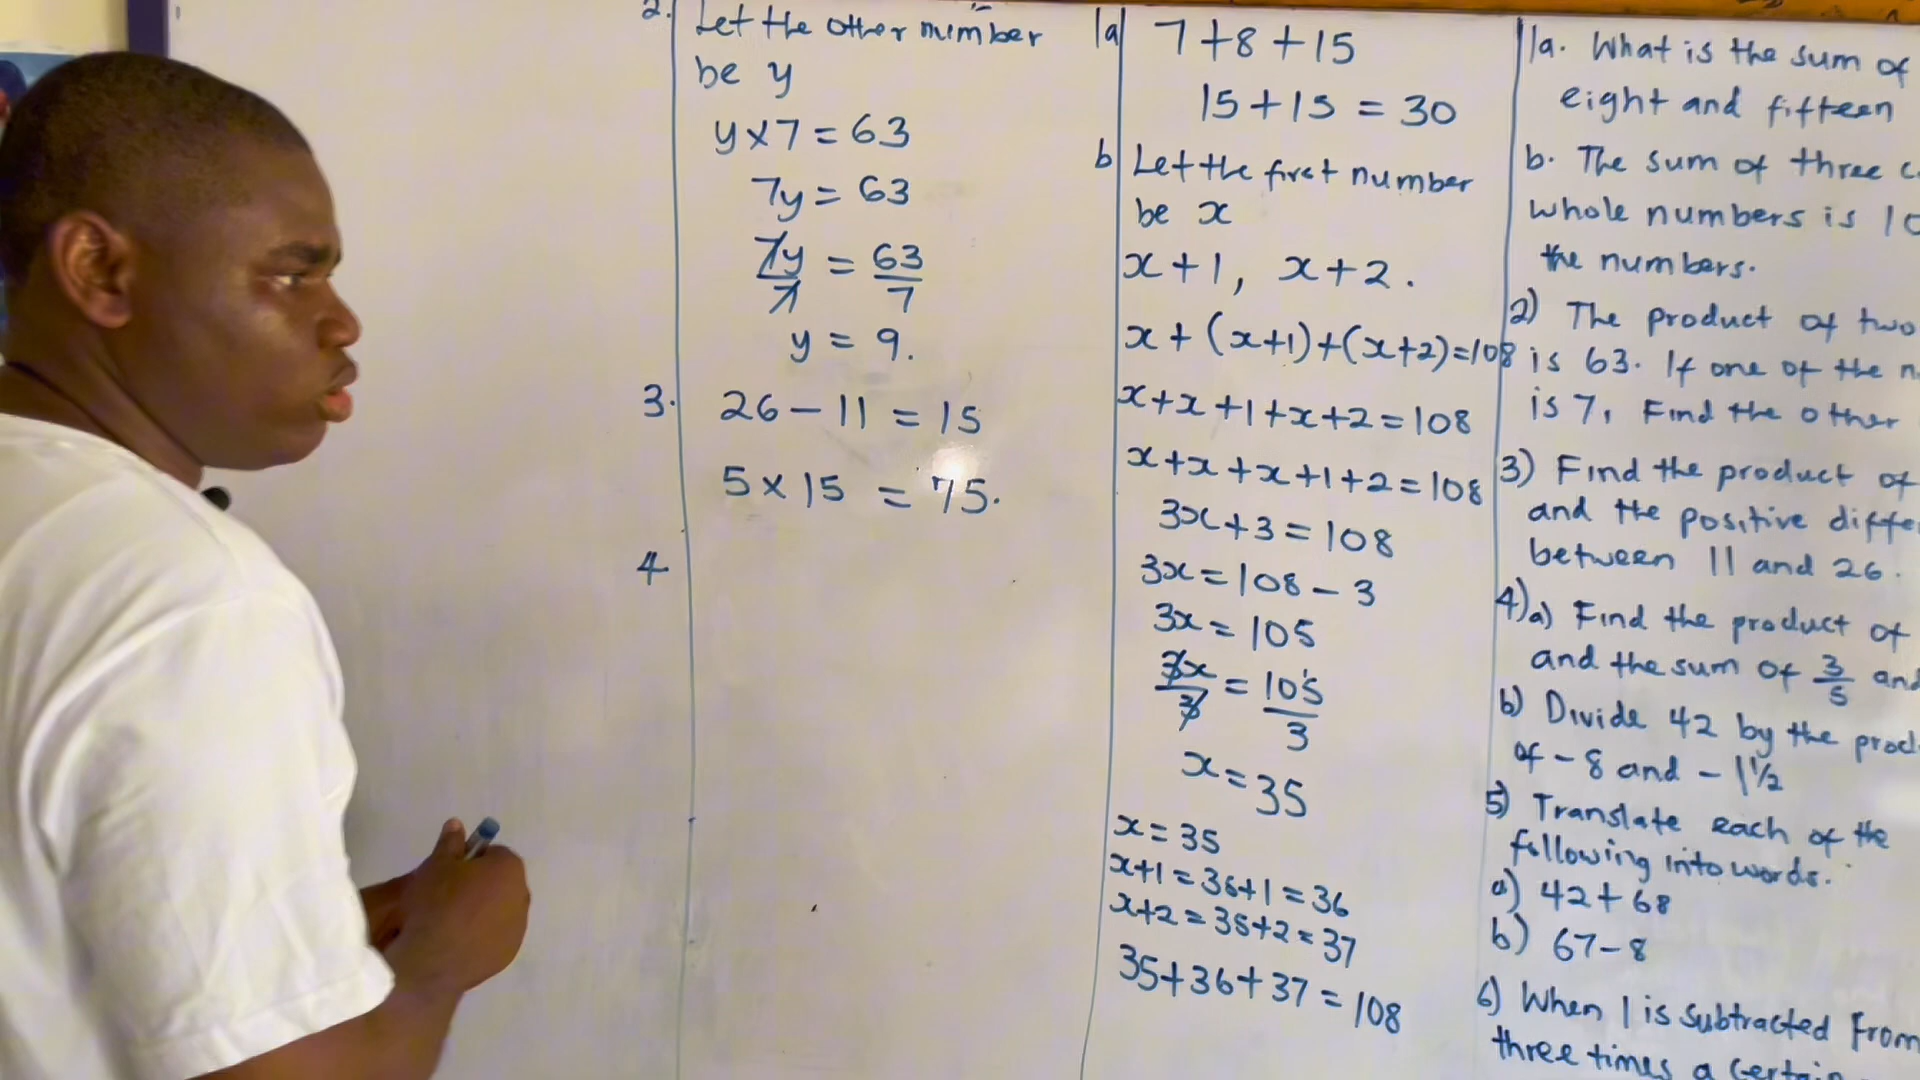 2. Let the other number
be y
y x 7 = 63
7y = 63
7y/7 = 63/7
y = 9.
3. 26 - 11 = 15
5 x 15 = 75.
4
1a 7 + 8 + 15
15 + 15 = 30
b Let the first number
be x
x + 1, x + 2.
x + (x+1) + (x+2) = 108
x + x + 1 + x + 2 = 108
x + x + x + 1 + 2 = 108
3x + 3 = 108
3x = 108 - 3
3x = 105
3x/3 = 105/3
x = 35
x = 35
x+1 = 35+1 = 36
x+2 = 35+2 = 37
35 + 36 + 37 = 108
1a. What is the sum of
eight and fifteen
b. The sum of three
whole numbers is
the numbers.
2) The product of two
is 63. If one of the
is 7, Find the other
3) Find the product of
and the positive
between 11 and 26.
4) a) Find the product of
and the sum of 3/5 and
b) Divide 42 by the
of -8 and -1 1/2
5) Translate each of the
following into words.
a) 42 + 68
b) 67 - 8
6) When 1 is subtracted from
three times a certain